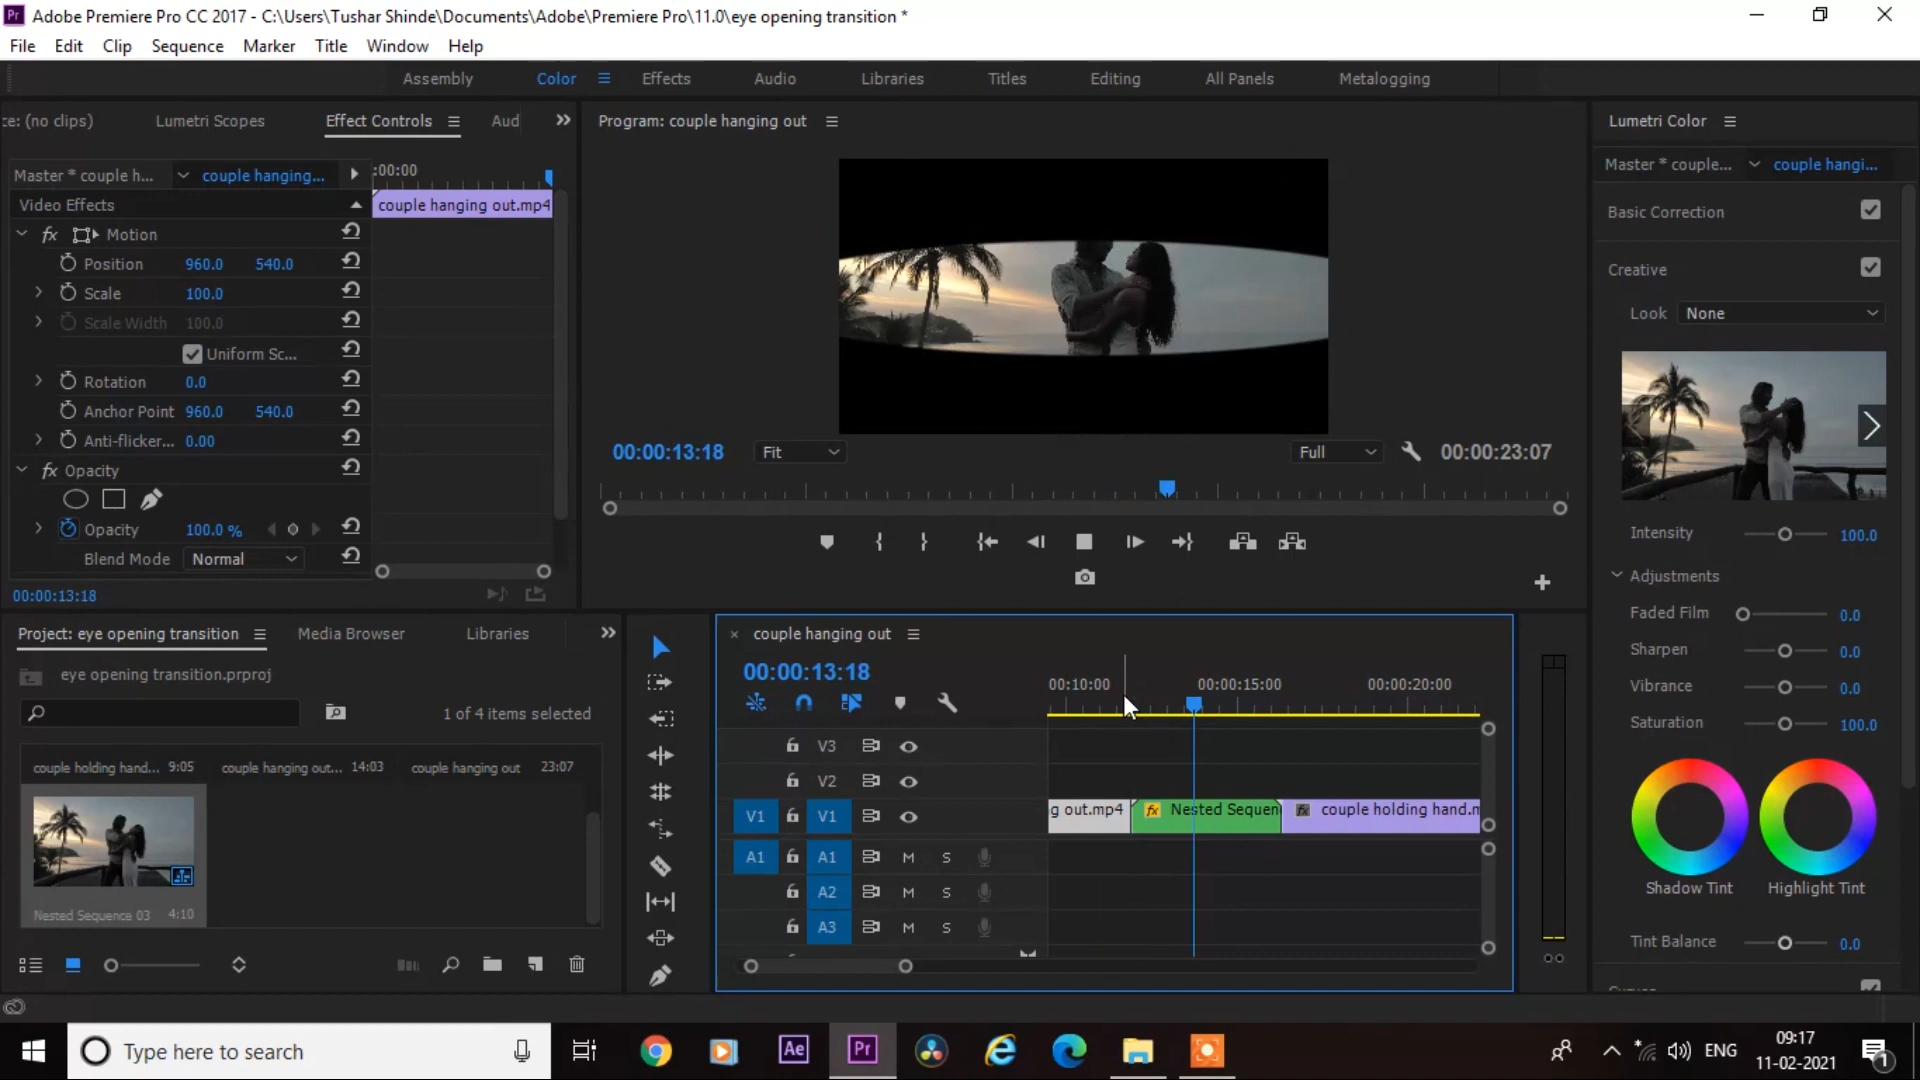 Pr Adobe Premiere Pro CC 2017 - C:\Users\Tushar Shinde\Documents\Adobe\Premiere Pro\11.0\eye opening transition *
File Edit Clip Sequence Marker Title Window Help
Assembly Color Effects Audio Libraries Titles Editing All Panels Metalogging
ce: (no clips) Lumetri Scopes Effect Controls Aud
Master * couple h... couple hanging... :00:00
couple hanging out.mp4
Video Effects
fx Motion
Position 960.0 540.0
Scale 100.0
Scale Width 100.0
Uniform Sc...
Rotation 0.0
Anchor Point 960.0 540.0
Anti-flicker... 0.00
fx Opacity
Opacity 100.0 %
Blend Mode Normal
00:00:13:18
Program: couple hanging out
00:00:13:18 Fit Full 00:00:23:07
Lumetri Color
Master * couple... couple hangi...
Basic Correction
Creative
Look None
Intensity 100.0
Adjustments
Faded Film 0.0
Sharpen 0.0
Vibrance 0.0
Saturation 100.0
Shadow Tint Highlight Tint
Tint Balance 0.0
Project: eye opening transition Media Browser Libraries
eye opening transition.prproj
1 of 4 items selected
couple holding hand... 9:05 couple hanging out... 14:03 couple hanging out 23:07
Nested Sequence 03 4:10
couple hanging out
00:00:13:18
00:10:00 00:00:15:00 00:00:20:00
V3
V2
V1 V1 g out.mp4 fx Nested Sequen fx couple holding hand.m
A1 A1 M S
A2 M S
A3 M S
Type here to search Ae Pr ENG 09:17
11-02-2021 1